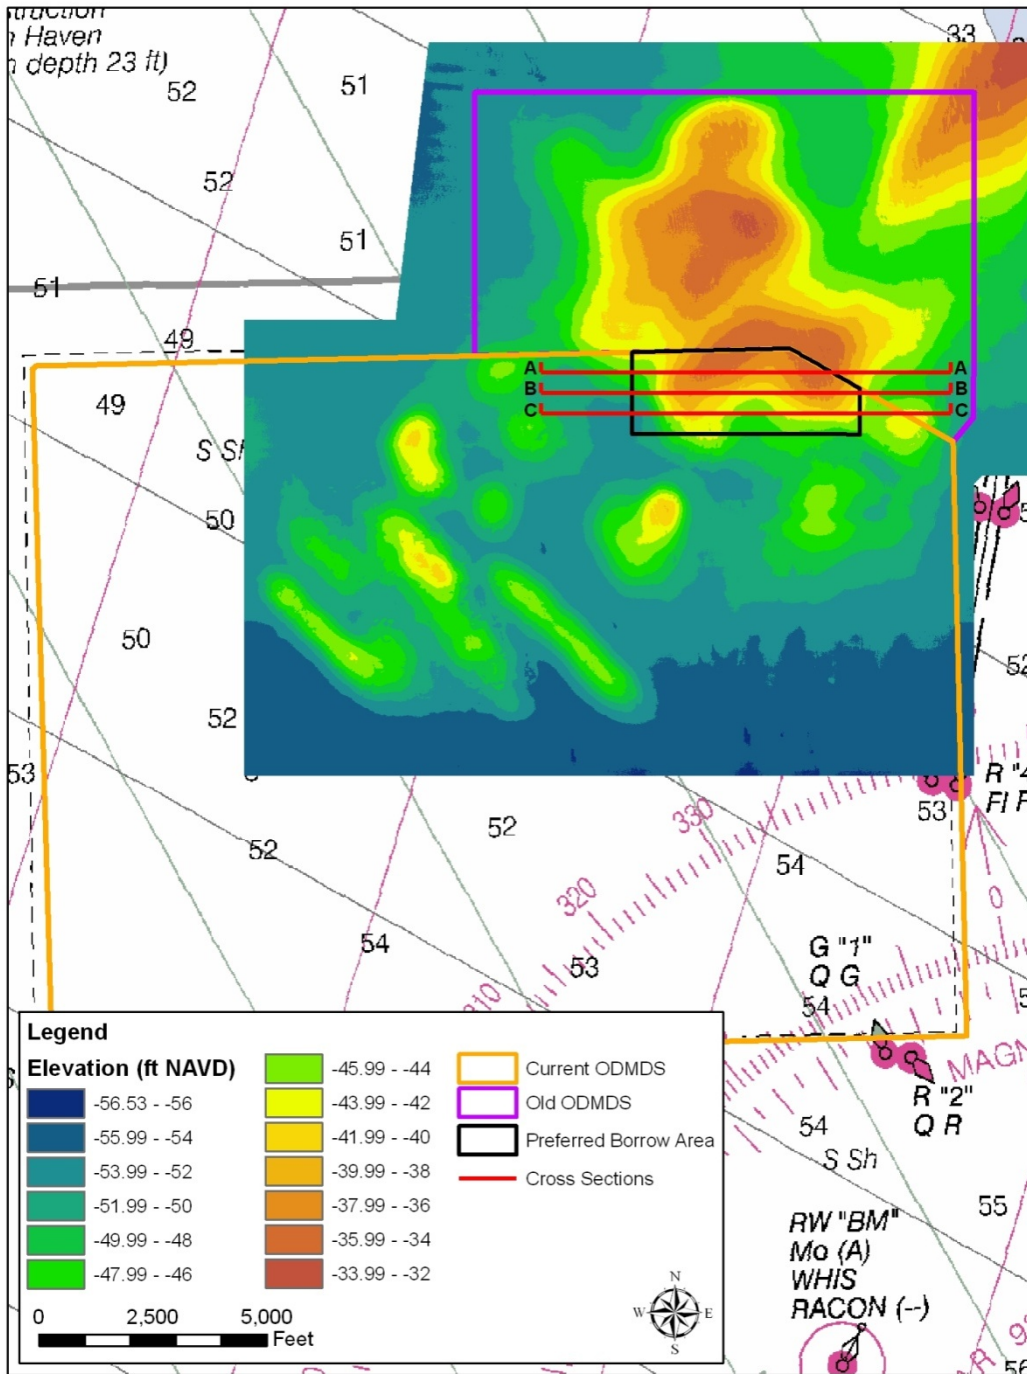 Haven
depth 23 ft)
33
52
51
52
51
51
49
49
S Sh
50
50
52
53
A
A
B
B
C
C
52
R "4
Fl R
53
330
52
52
54
320
0
54
53
310
G "1"
Q G
54
MAGN
R "2"
Q R
54
S Sh
55
RW "BM"
Mo (A)
WHIS
RACON (--)
56
Legend
Elevation (ft NAVD)
-56.53 - -56
-55.99 - -54
-53.99 - -52
-51.99 - -50
-49.99 - -48
-47.99 - -46
-45.99 - -44
-43.99 - -42
-41.99 - -40
-39.99 - -38
-37.99 - -36
-35.99 - -34
-33.99 - -32
Current ODMDS
Old ODMDS
Preferred Borrow Area
Cross Sections
0 2,500 5,000
Feet
N
W E
S